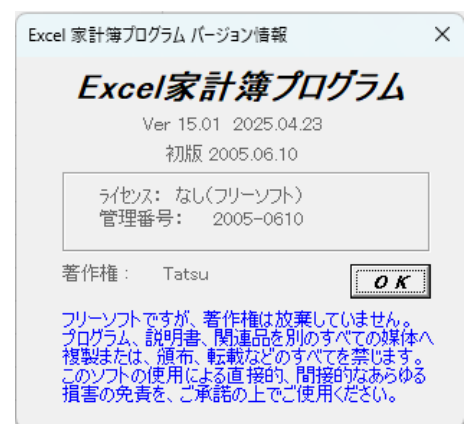 Excel 家計簿プログラム バージョン情報
Excel家計簿プログラム
Ver 15.01 2025.04.23
初版 2005.06.10
ライセンス： なし(フリーソフト)
管理番号： 2005-0610
著作権： Tatsu
OK
フリーソフトですが、著作権は放棄していません。
プログラム、説明書、関連品を別のすべての媒体へ
複製または、頒布、転載などのすべてを禁じます。
このソフトの使用による直接的、間接的なあらゆる
損害の免責を、ご承諾の上でご使用ください。